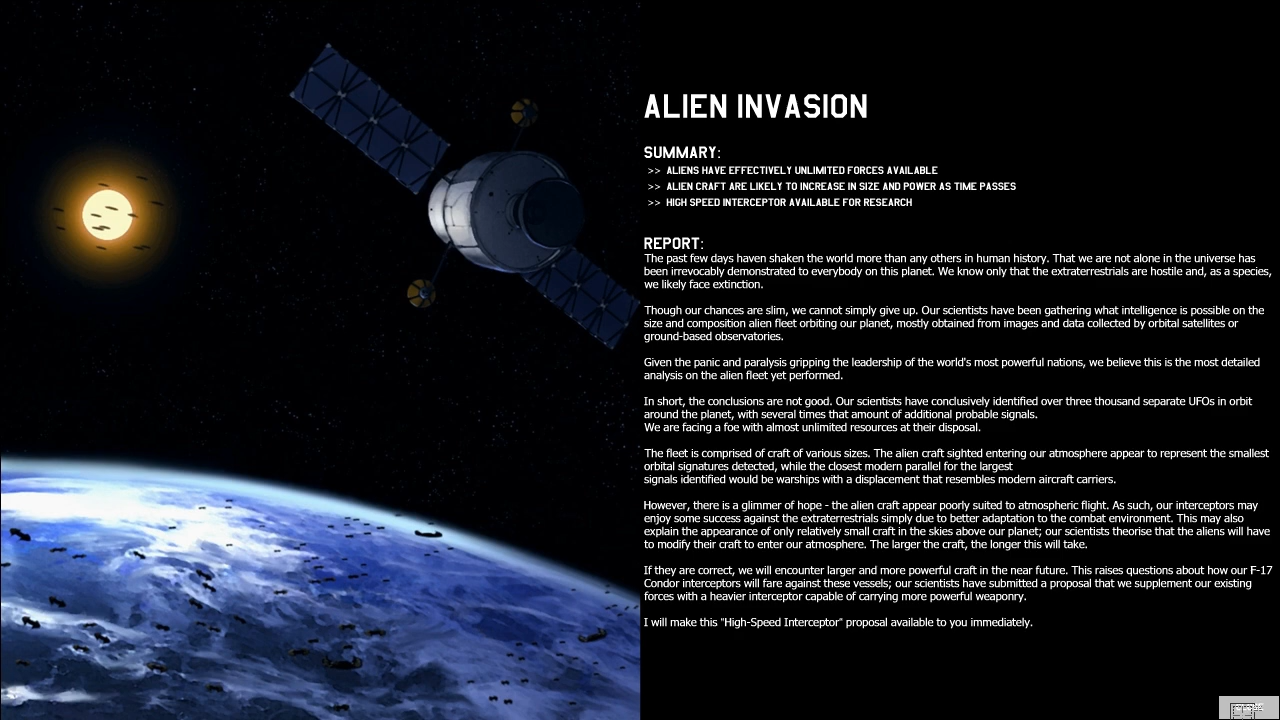 ALIEN INVASION
SUMMARY:
>> ALIENS HAVE EFFECTIVELY UNLIMITED FORCES AVAILABLE
>> ALIEN CRAFT ARE LIKELY TO INCREASE IN SIZE AND POWER AS TIME PASSES
>> HIGH SPEED INTERCEPTOR AVAILABLE FOR RESEARCH
REPORT:
The past few days haven shaken the world more than any others in human history. That we are not alone in the universe has
been irrevocably demonstrated to everybody on this planet. We know only that the extraterrestrials are hostile and, as a species,
we likely face extinction.
Though our chances are slim, we cannot simply give up. Our scientists have been gathering what intelligence is possible on the
size and composition alien fleet orbiting our planet, mostly obtained from images and data collected by orbital satellites or
ground-based observatories.
Given the panic and paralysis gripping the leadership of the world's most powerful nations, we believe this is the most detailed
analysis on the alien fleet yet performed.
In short, the conclusions are not good. Our scientists have conclusively identified over three thousand separate UFOs in orbit
around the planet, with several times that amount of additional probable signals.
We are facing a foe with almost unlimited resources at their disposal.
The fleet is comprised of craft of various sizes. The alien craft sighted entering our atmosphere appear to represent the smallest
orbital signatures detected, while the closest modern parallel for the largest
signals identified would be warships with a displacement that resembles modern aircraft carriers.
However, there is a glimmer of hope - the alien craft appear poorly suited to atmospheric flight. As such, our interceptors may
enjoy some success against the extraterrestrials simply due to better adaptation to the combat environment. This may also
explain the appearance of only relatively small craft in the skies above our planet; our scientists theorise that the aliens will have
to modify their craft to enter our atmosphere. The larger the craft, the longer this will take.
If they are correct, we will encounter larger and more powerful craft in the near future. This raises questions about how our F-17
Condor interceptors will fare against these vessels; our scientists have submitted a proposal that we supplement our existing
forces with a heavier interceptor capable of carrying more powerful weaponry.
I will make this "High-Speed Interceptor" proposal available to you immediately.